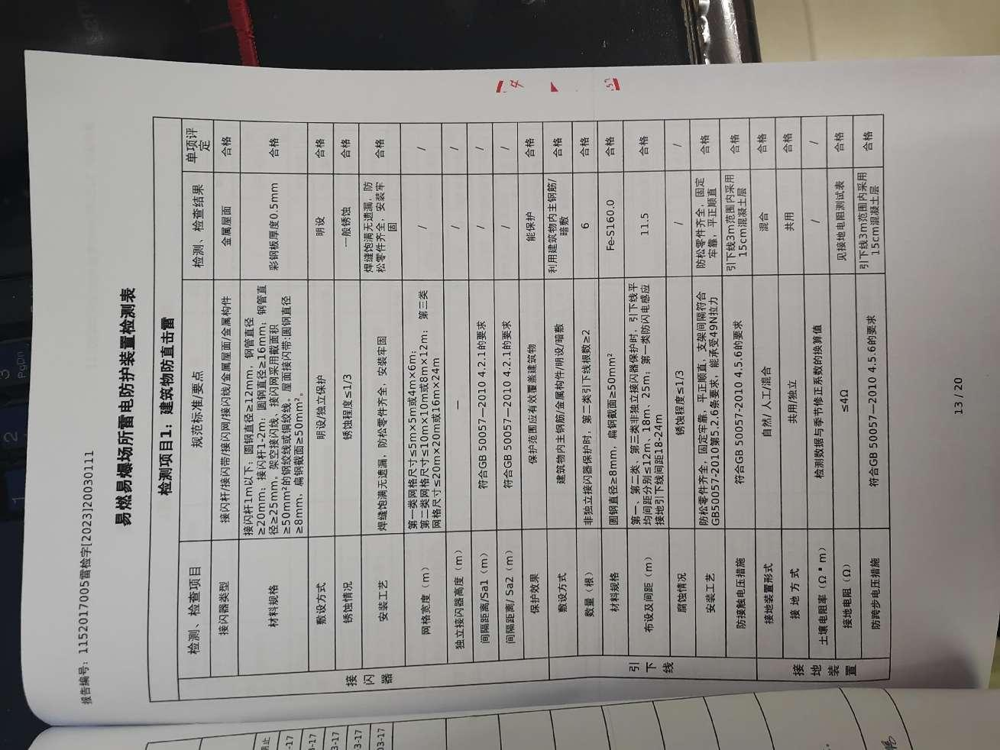 报告编号: 1152017005雷检字[2023]20030111
易燃易爆场所雷电防护装置检测表
检测项目1: 建筑物防直击雷
检测、检查项目 规范标准/要点 检测、检查结果 单项评定
接闪器
接闪器类型 接闪杆/接闪带/接闪网/接闪线/金属屋面/金属构件 金属屋面 合格
材料规格 接闪杆1m以下: 圆钢直径≥12mm, 钢管直径
≥20mm; 接闪杆1-2m: 圆钢直径≥16mm; 钢管直
径≥25mm。架空接闪线、接闪网采用截面积
≥50mm²的钢绞线或铜绞线。屋面接闪带:圆钢直径
≥8mm, 扁钢截面≥50mm²。
彩钢板厚度0.5mm 合格
敷设方式 明设/独立保护 明设 合格
锈蚀情况 锈蚀程度≤1/3 一般锈蚀 合格
安装工艺 焊缝饱满无遗漏, 防松零件齐全, 安装牢固
焊缝饱满无遗漏, 防
松零件齐全, 安装牢
固
合格
网格宽度（m） 第一类网格尺寸≤5m×5m或4m×6m;
第二类网格尺寸≤10m×10m或8m×12m; 第三类
网格尺寸≤20m×20m或16m×24m
/ /
独立接闪器高度（m） — / /
间隔距离/Sa1（m） 符合GB 50057—2010 4.2.1的要求 / /
间隔距离/ Sa2（m） 符合GB 50057—2010 4.2.1的要求 / /
保护效果 保护范围应有效覆盖建筑物 能保护 合格
引下线
敷设方式 建筑物内主钢筋/金属构件/明设/暗敷
利用建筑物内主钢筋/
暗敷
合格
数量（根） 非独立接闪器保护时, 第二类引下线根数≥2 6 合格
材料规格 圆钢直径≥8mm, 扁钢截面≥50mm² Fe-S160.0 合格
布设及间距（m） 第一、第二类、第三类非独立接闪器保护时, 引下线平
均间距分别≤12m、18m、25m; 第一类防闪电感应
接地引下线间距18-24m
11.5 合格
腐蚀情况 锈蚀程度≤1/3 / /
安装工艺 防松零件齐全, 固定牢靠, 平正顺直, 支架间隔符合
GB50057-2010第5.2.6条要求, 能承受49N拉力
防松零件齐全, 固定
牢靠, 平正顺直
合格
防接触电压措施 符合GB 50057-2010 4.5.6的要求
引下线3m范围内采用
15cm混凝土层
合格
接地装置
接地装置形式 自然/ 人工/混合 混合 合格
接 地 方 式 共用/独立 共用 合格
土壤电阻率（Ω＊m） 检测数据与季节修正系数的换算值 / /
接地电阻（Ω） ≤4Ω 见接地电阻测试表 合格
防跨步电压措施 符合GB 50057—2010 4.5.6的要求
引下线3m范围内采用
15cm混凝土层
合格
13 / 20
1
2
3
PgDn
-17
3-17
3-17
3-17
03-17